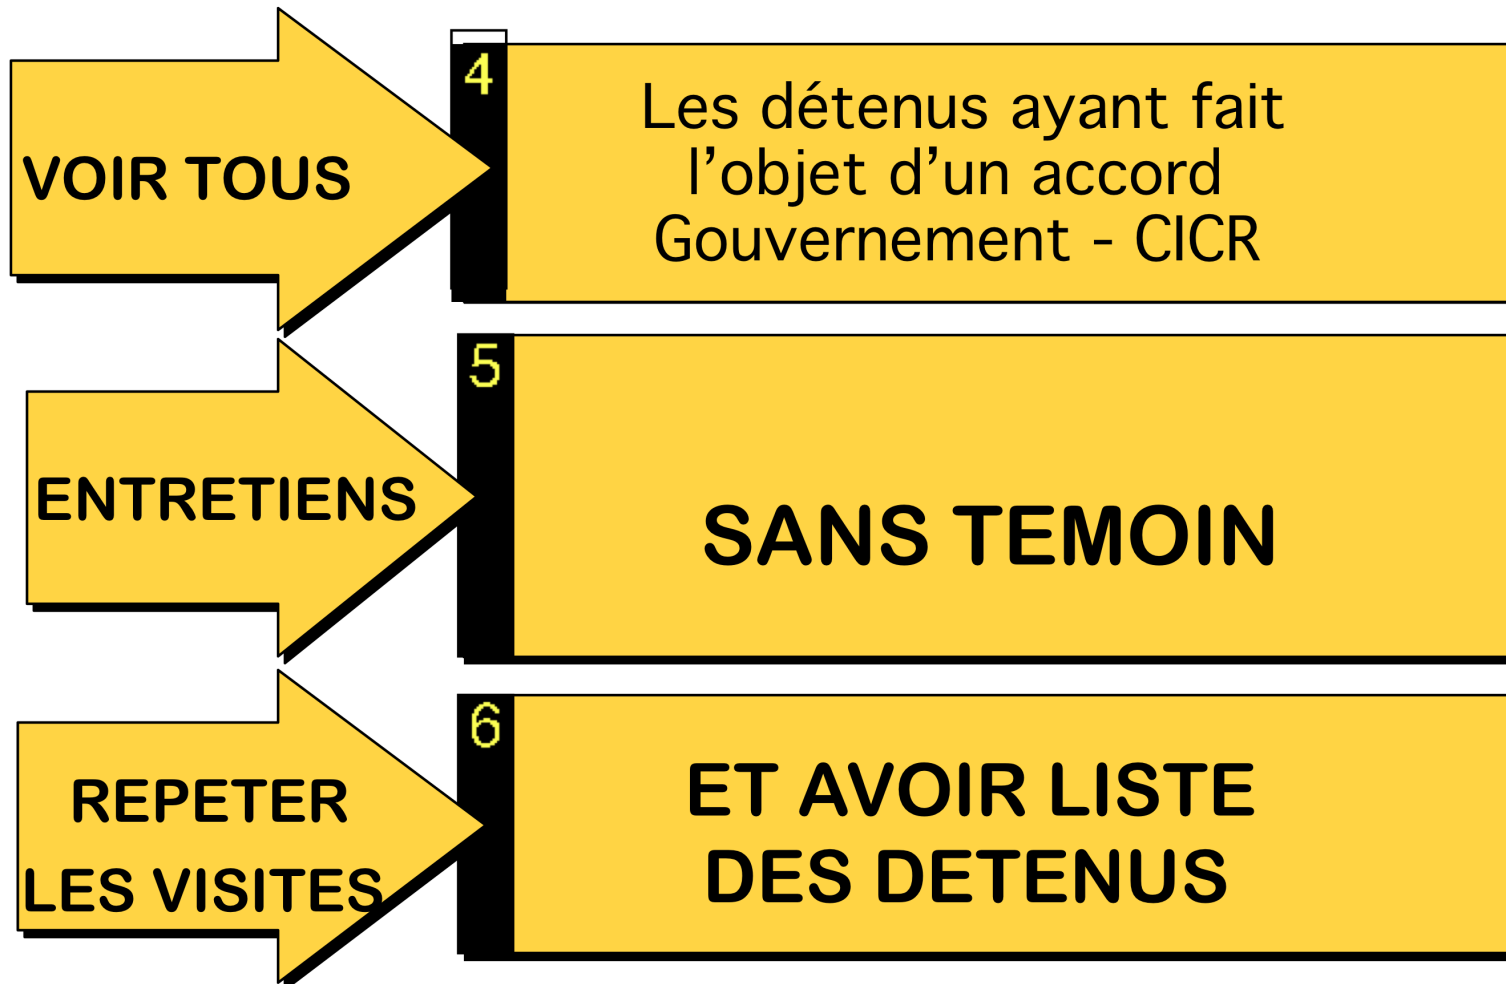 VOIR TOUS
4
Les détenus ayant fait
l’objet d’un accord
Gouvernement - CICR
ENTRETIENS
5
SANS TEMOIN
REPETER
LES VISITES
6
ET AVOIR LISTE
DES DETENUS